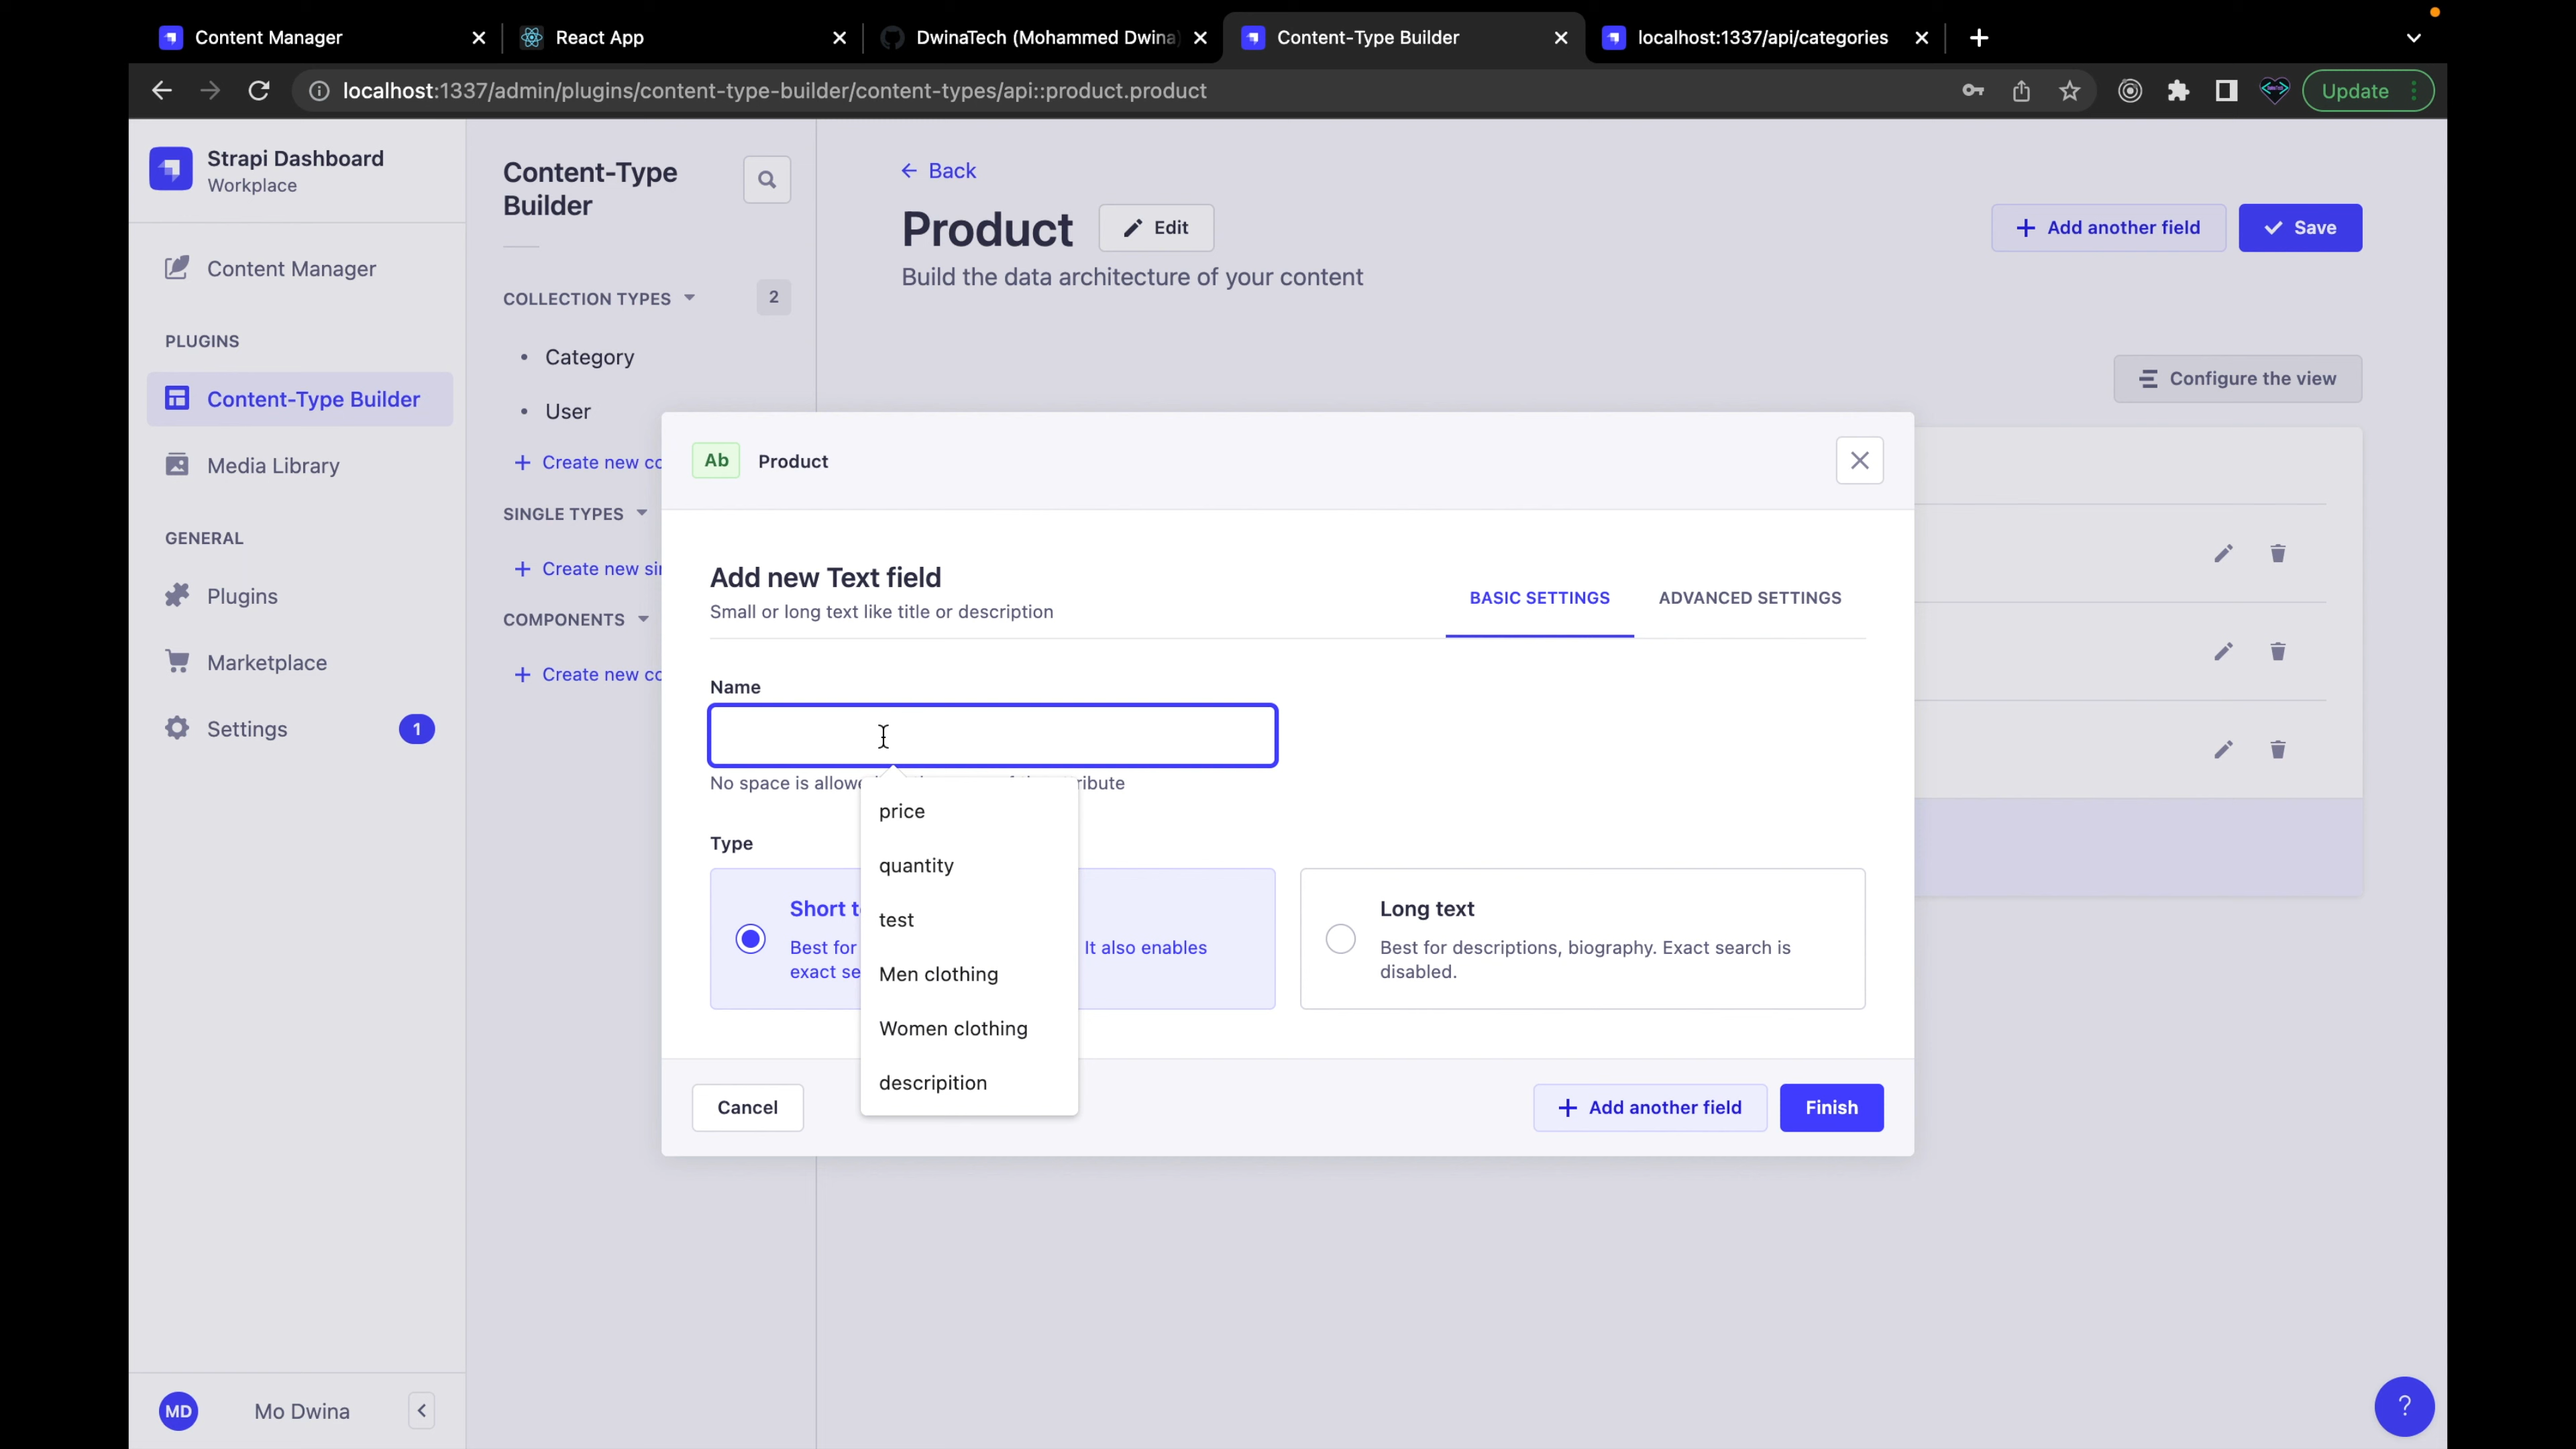 Content Manager
React App
DwinaTech (Mohammed Dwina
Content-Type Builder
localhost:1337/api/categories
localhost:1337/admin/plugins/content-type-builder/content-types/api::product.product
Update
Strapi Dashboard
Workplace
Content Manager
PLUGINS
Content-Type Builder
Media Library
GENERAL
Plugins
Marketplace
Settings
1
MD
Mo Dwina
Content-Type
Builder
COLLECTION TYPES
2
Category
User
Create new co
SINGLE TYPES
Create new si
COMPONENTS
Create new co
Back
Product
Edit
Build the data architecture of your content
Add another field
Save
Configure the view
Ab
Product
Add new Text field
Small or long text like title or description
BASIC SETTINGS
ADVANCED SETTINGS
Name
No space is allowe
ribute
price
quantity
test
Men clothing
Women clothing
descripition
Type
Short t
Best for
It also enables
exact se
Long text
Best for descriptions, biography. Exact search is
disabled.
Cancel
Add another field
Finish
?